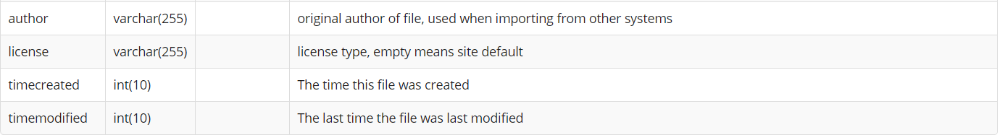 author varchar(255) original author of file, used when importing from other systems
license varchar(255) license type, empty means site default
timecreated int(10) The time this file was created
timemodified int(10) The last time the file was last modified